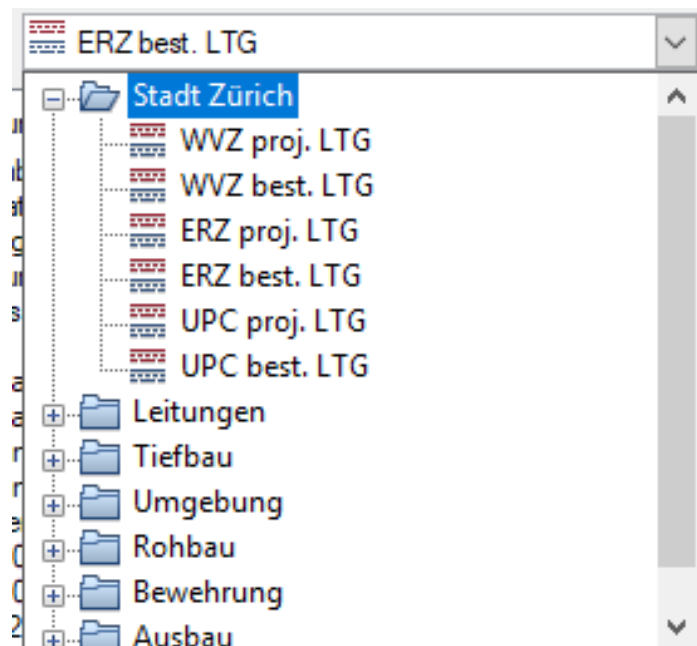 ERZ best. LTG
Stadt Zürich
WVZ proj. LTG
WVZ best. LTG
ERZ proj. LTG
ERZ best. LTG
UPC proj. LTG
UPC best. LTG
Leitungen
Tiefbau
Umgebung
Rohbau
Bewehrung
Ausbau